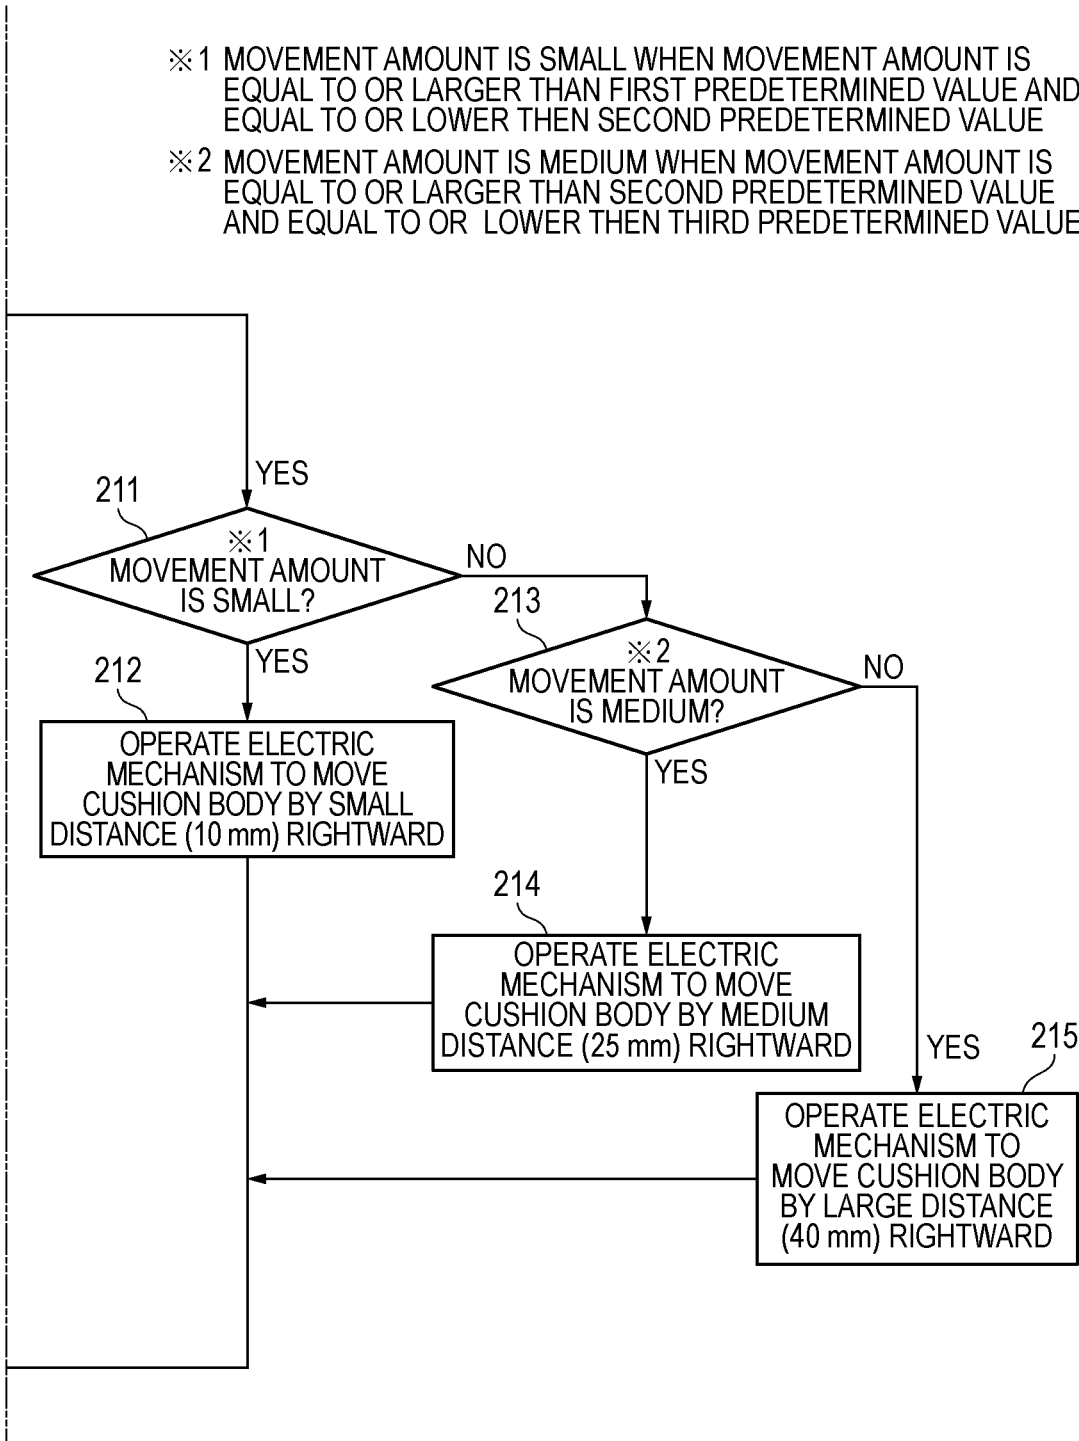 ※1 MOVEMENT AMOUNT IS SMALL WHEN MOVEMENT AMOUNT IS
EQUAL TO OR LARGER THAN FIRST PREDETERMINED VALUE AND
EQUAL TO OR LOWER THEN SECOND PREDETERMINED VALUE
※2 MOVEMENT AMOUNT IS MEDIUM WHEN MOVEMENT AMOUNT IS
EQUAL TO OR LARGER THAN SECOND PREDETERMINED VALUE
AND EQUAL TO OR LOWER THEN THIRD PREDETERMINED VALUE
YES
211
※1
MOVEMENT AMOUNT
IS SMALL?
NO
YES
213
※2
MOVEMENT AMOUNT
IS MEDIUM?
NO
YES
212
OPERATE ELECTRIC
MECHANISM TO MOVE
CUSHION BODY BY SMALL
DISTANCE (10 mm) RIGHTWARD
214
OPERATE ELECTRIC
MECHANISM TO MOVE
CUSHION BODY BY MEDIUM
DISTANCE (25 mm) RIGHTWARD
YES
215
OPERATE ELECTRIC
MECHANISM TO
MOVE CUSHION BODY
BY LARGE DISTANCE
(40 mm) RIGHTWARD